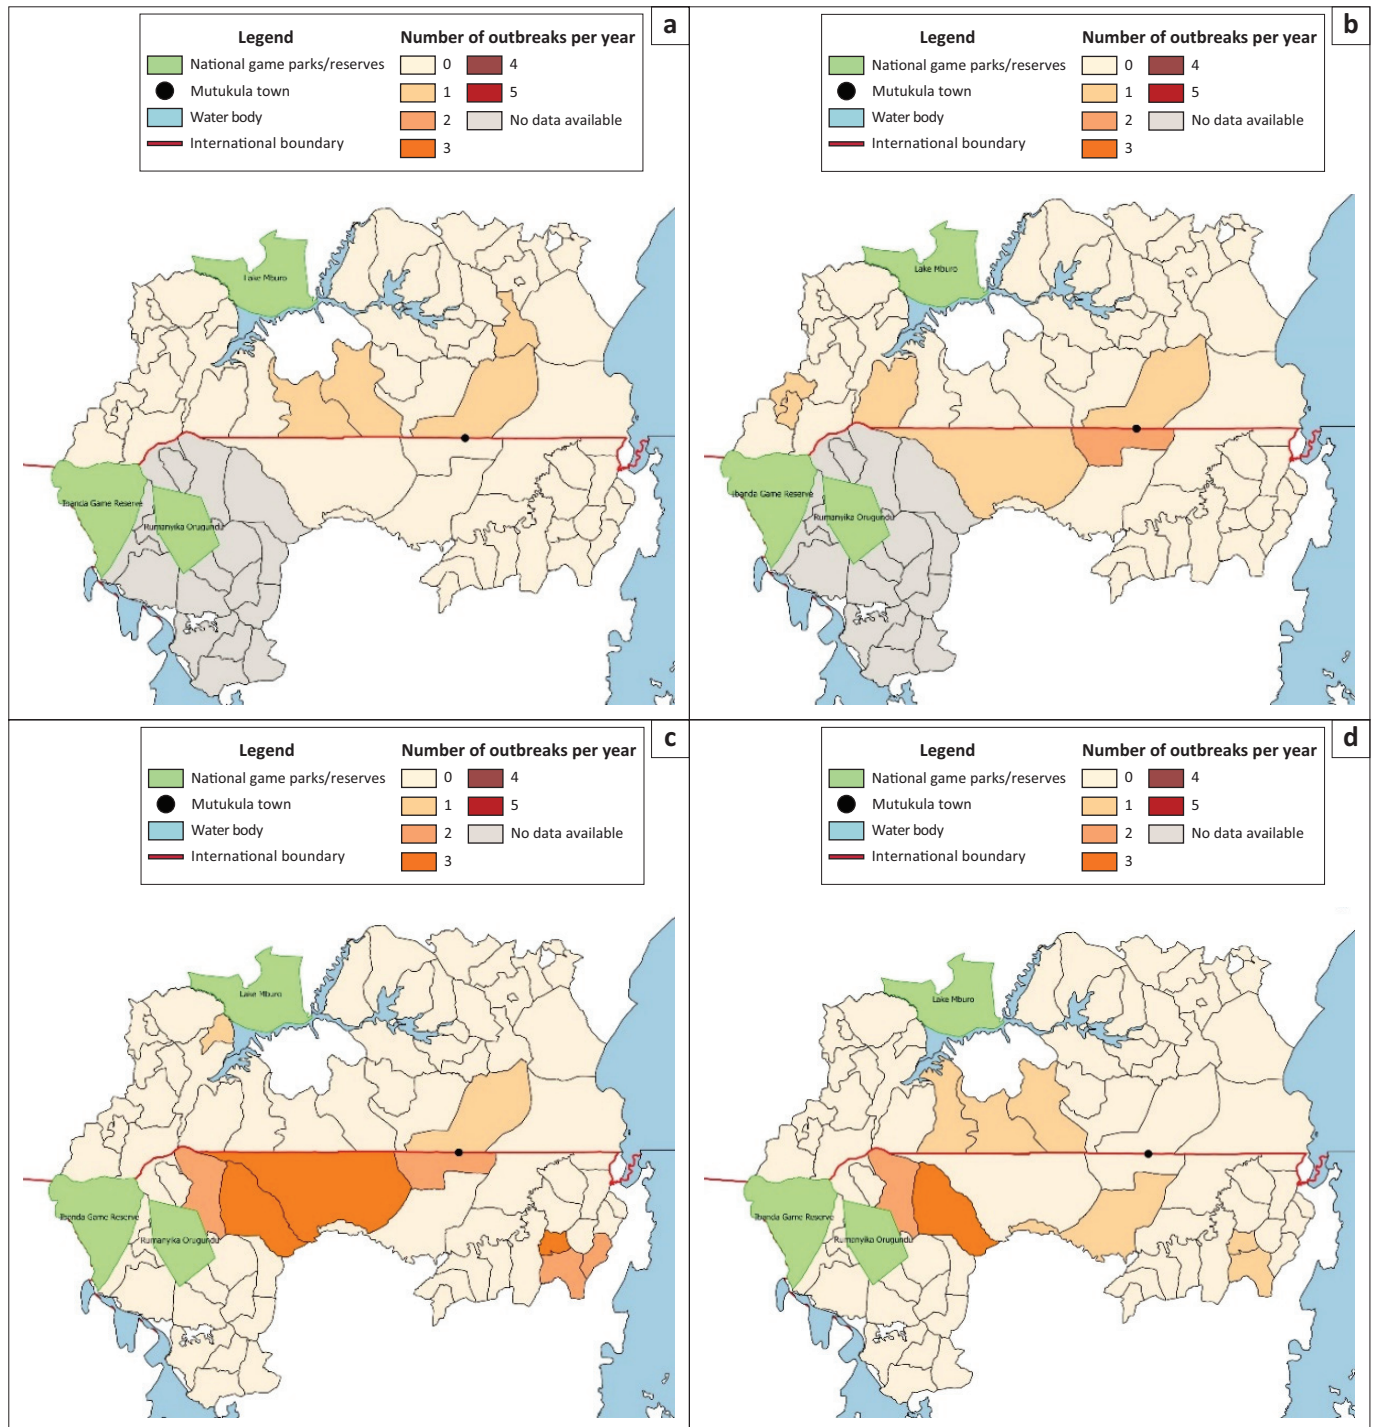 a
Legend
National game parks/reserves
Mutukula town
Water body
International boundary
Number of outbreaks per year
0
1
2
3
4
5
No data available
Lake Mburo
Ibanda Game Reserve
Rumanyika Orugundu
b
Legend
National game parks/reserves
Mutukula town
Water body
International boundary
Number of outbreaks per year
0
1
2
3
4
5
No data available
Lake Mburo
Ibanda Game Reserve
Rumanyika Orugundu
c
Legend
National game parks/reserves
Mutukula town
Water body
International boundary
Number of outbreaks per year
0
1
2
3
4
5
No data available
Lake Mburo
Ibanda Game Reserve
Rumanyika Orugundu
d
Legend
National game parks/reserves
Mutukula town
Water body
International boundary
Number of outbreaks per year
0
1
2
3
4
5
No data available
Lake Mburo
Ibanda Game Reserve
Rumanyika Orugundu